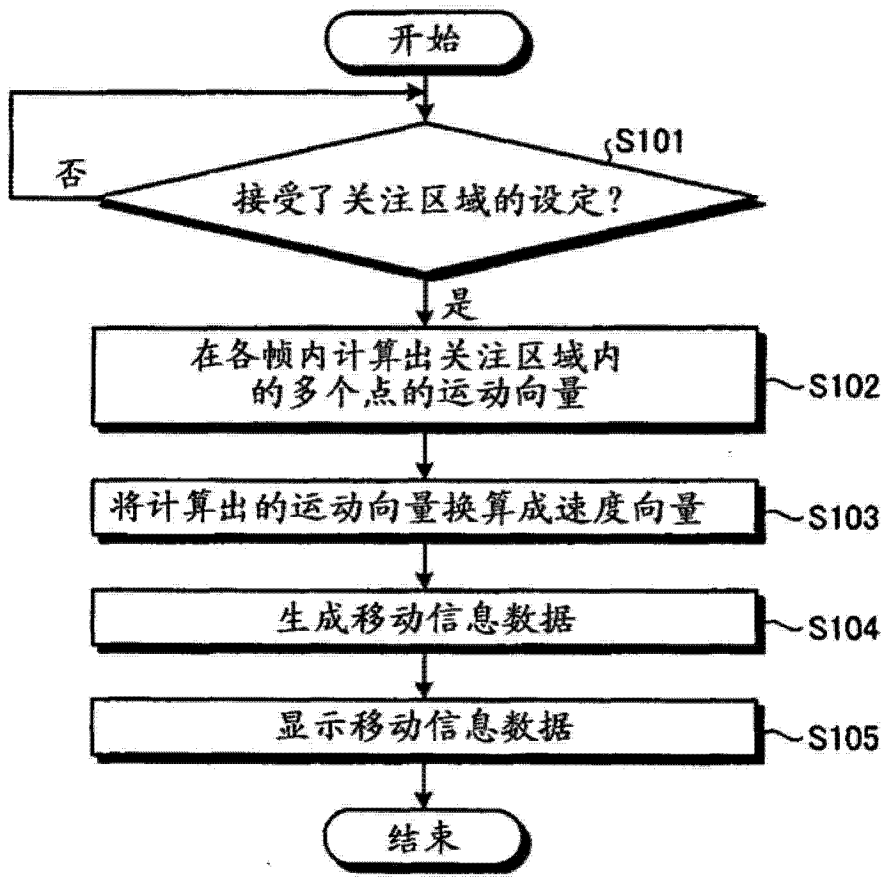 开始
S101
否
接受了关注区域的设定?
是
在各帧内计算出关注区域内
的多个点的运动向量
S102
将计算出的运动向量换算成速度向量
S103
生成移动信息数据
S104
显示移动信息数据
S105
结束